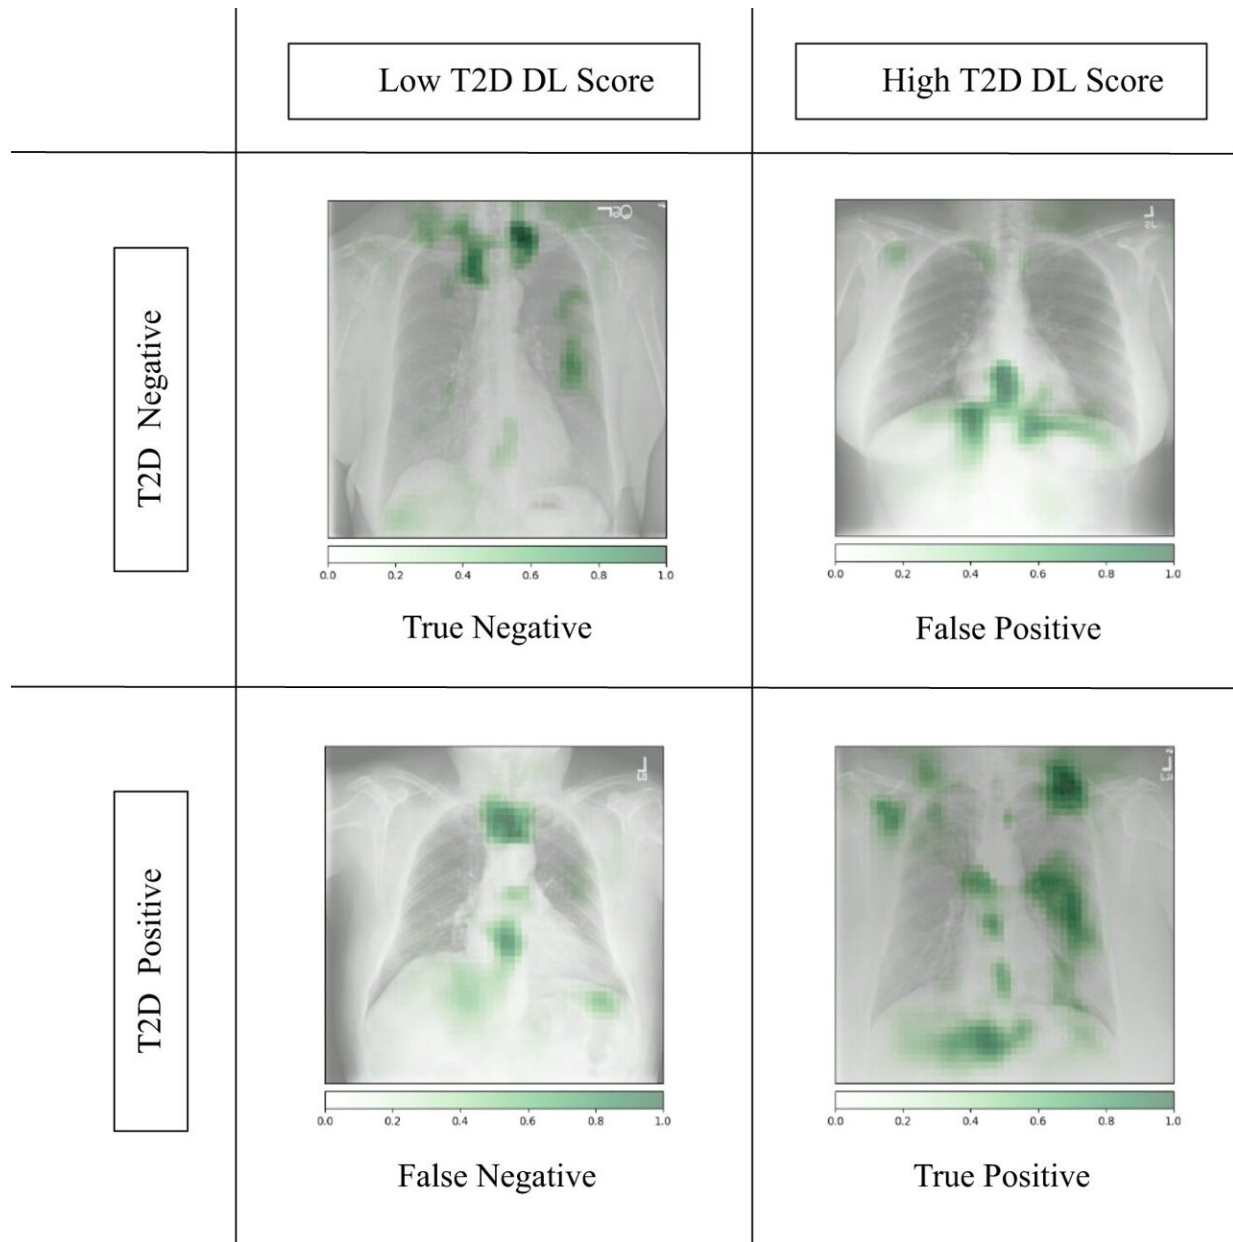 Low T2D DL Score
High T2D DL Score
T2D Negative
L
0.0 0.2 0.4 0.6 0.8 1.0
True Negative
L
0.0 0.2 0.4 0.6 0.8 1.0
False Positive
T2D Positive
L
0.0 0.2 0.4 0.6 0.8 1.0
False Negative
L
0.0 0.2 0.4 0.6 0.8 1.0
True Positive